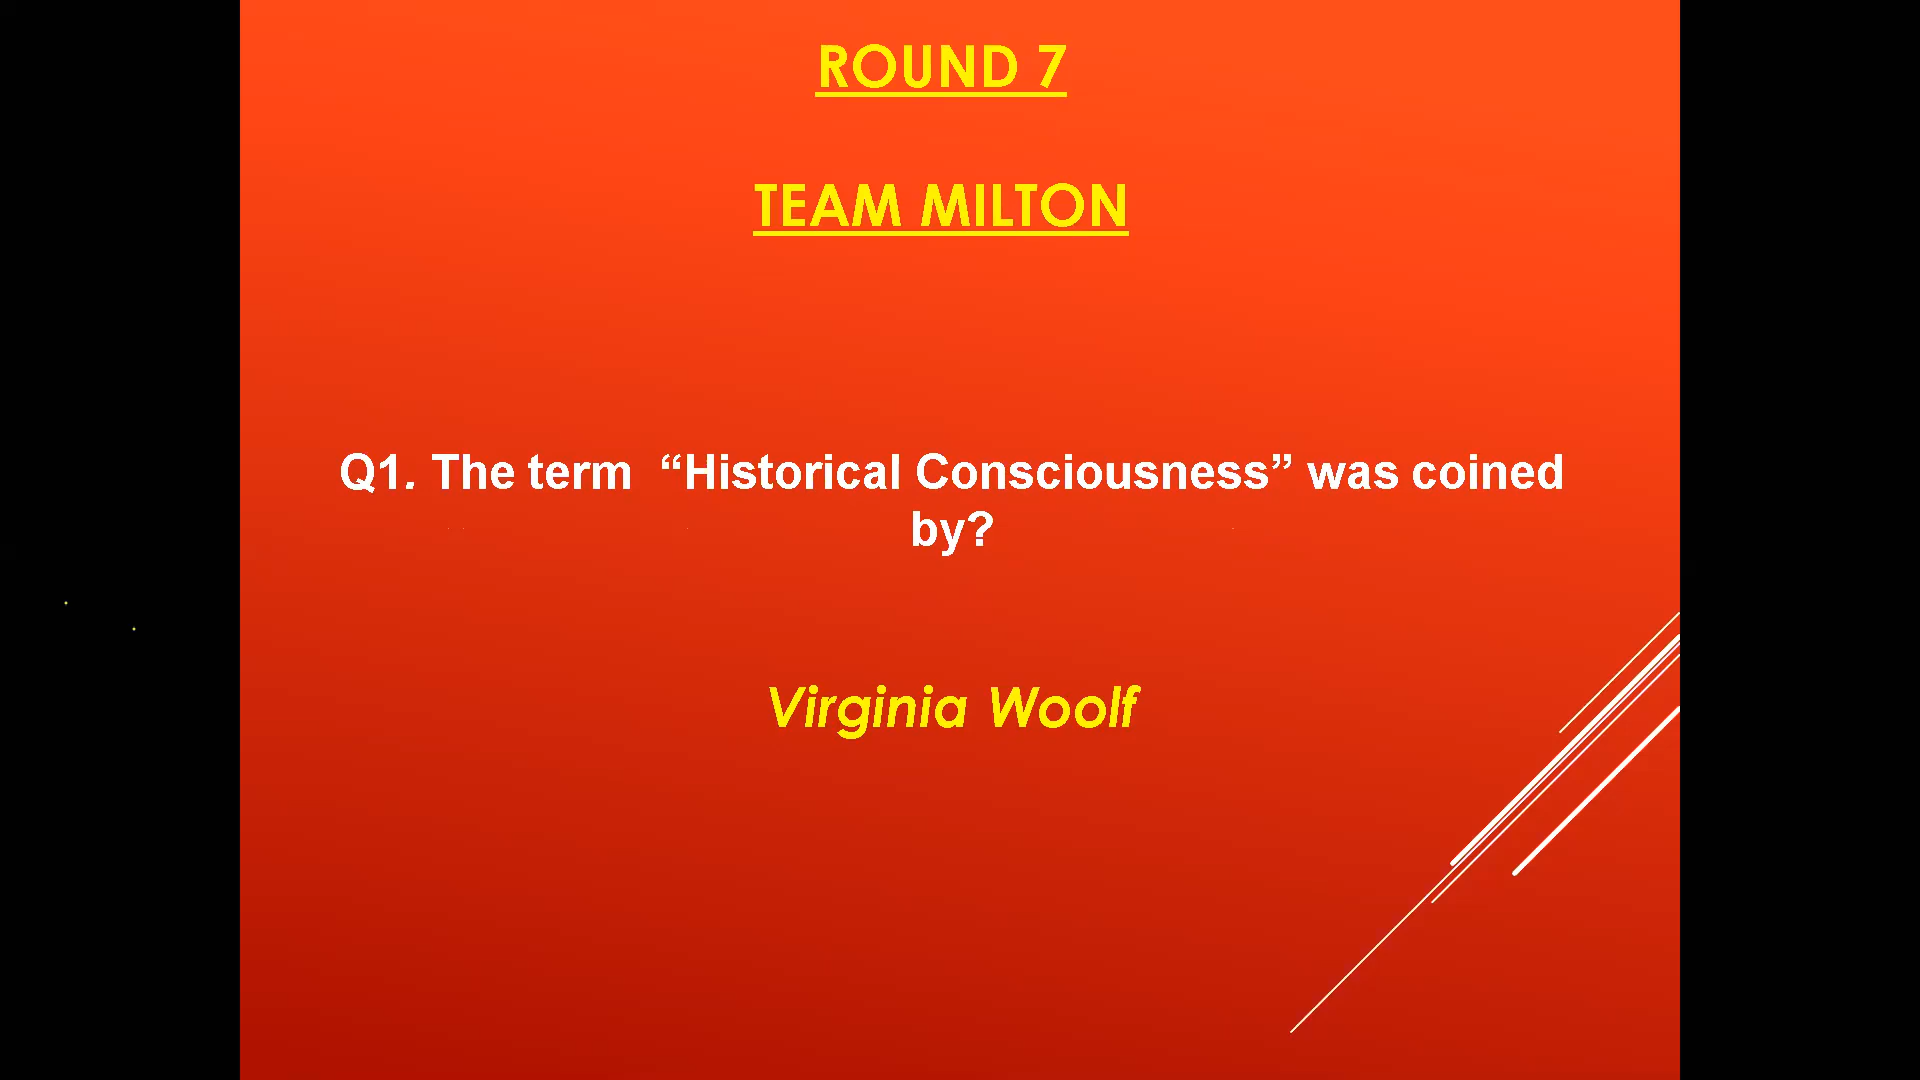 ROUND 7
TEAM MILTON
Q1. The term  “Historical Consciousness” was coined
by?
Virginia Woolf